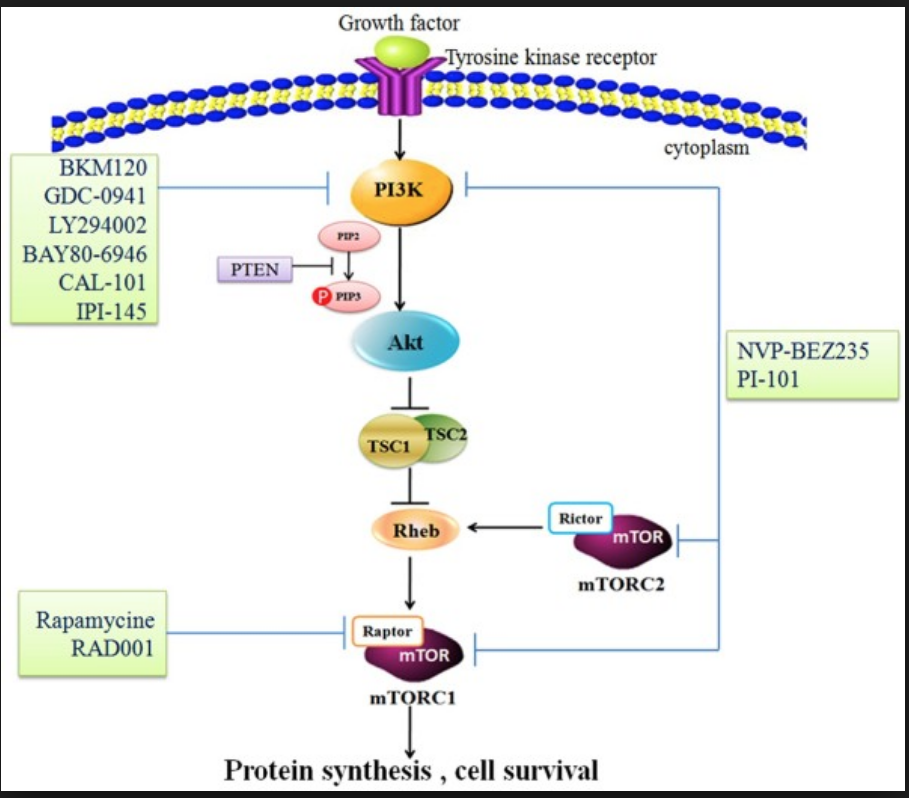 Growth factor
Tyrosine kinase receptor
cytoplasm
BKM120
GDC-0941
LY294002
BAY80-6946
CAL-101
IPI-145
PI3K
PIP2
PTEN
P PIP3
Akt
NVP-BEZ235
PI-101
TSC1 TSC2
Rheb
Rictor
mTOR
mTORC2
Rapamycine
RAD001
Raptor
mTOR
mTORC1
Protein synthesis , cell survival